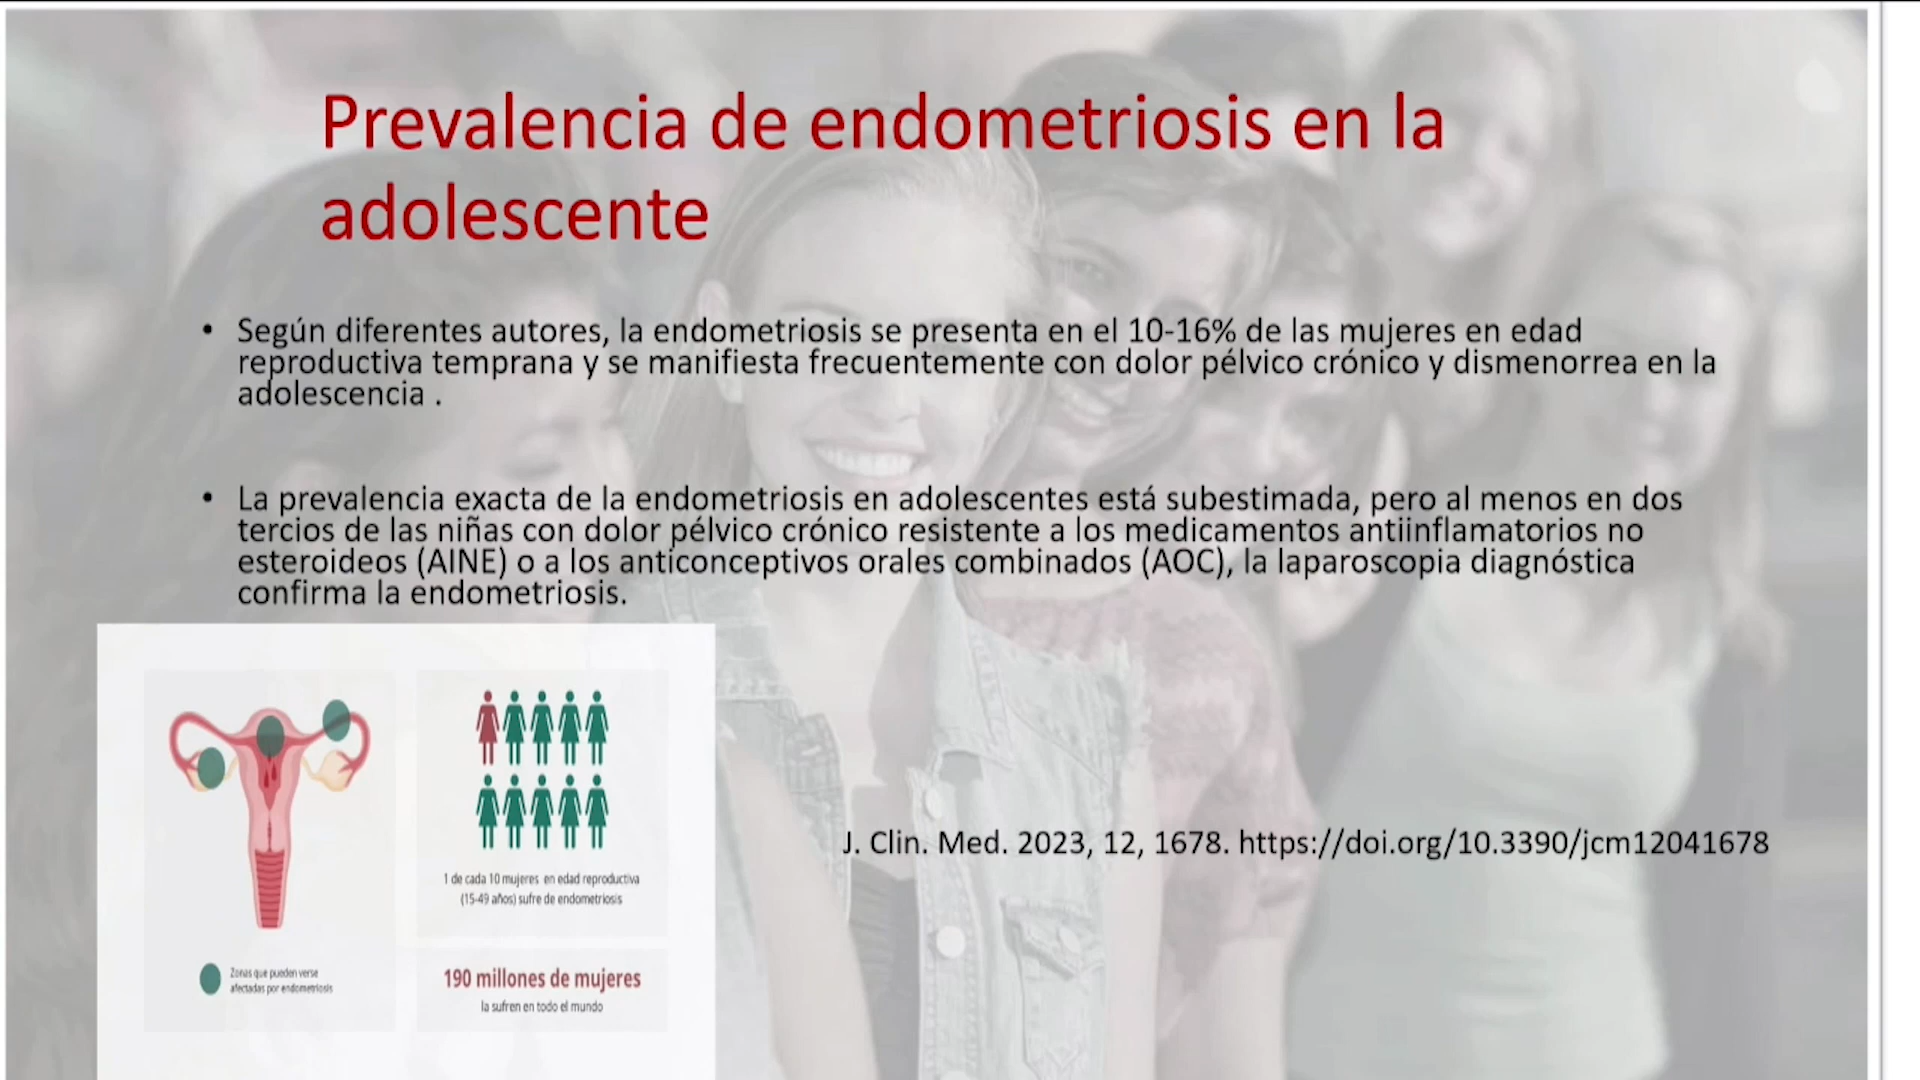 Prevalencia de endometriosis en la
adolescente
• Según diferentes autores, la endometriosis se presenta en el 10-16% de las mujeres en edad
reproductiva temprana y se manifiesta frecuentemente con dolor pélvico crónico y dismenorrea en la
adolescencia .
• La prevalencia exacta de la endometriosis en adolescentes está subestimada, pero al menos en dos
tercios de las niñas con dolor pélvico crónico resistente a los medicamentos antiinflamatorios no
esteroideos (AINE) o a los anticonceptivos orales combinados (AOC), la laparoscopia diagnóstica
confirma la endometriosis.
Zonas que pueden verse
afectadas por endometriosis
1 de cada 10 mujeres en edad reproductiva
(15-49 años) sufre de endometriosis
190 millones de mujeres
la sufren en todo el mundo
J. Clin. Med. 2023, 12, 1678. https://doi.org/10.3390/jcm12041678